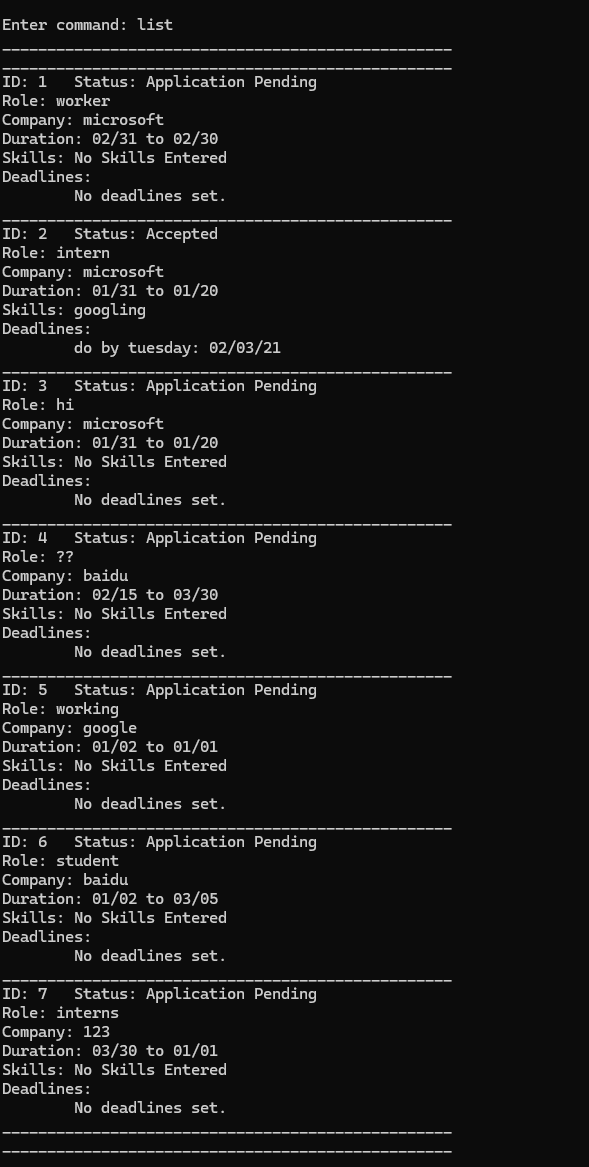 Enter command: list
__________________________________________________
__________________________________________________
ID: 1   Status: Application Pending
Role: worker
Company: microsoft
Duration: 02/31 to 02/30
Skills: No Skills Entered
Deadlines:
        No deadlines set.
__________________________________________________
ID: 2   Status: Accepted
Role: intern
Company: microsoft
Duration: 01/31 to 01/20
Skills: googling
Deadlines:
        do by tuesday: 02/03/21
__________________________________________________
ID: 3   Status: Application Pending
Role: hi
Company: microsoft
Duration: 01/31 to 01/20
Skills: No Skills Entered
Deadlines:
        No deadlines set.
__________________________________________________
ID: 4   Status: Application Pending
Role: ??
Company: baidu
Duration: 02/15 to 03/30
Skills: No Skills Entered
Deadlines:
        No deadlines set.
__________________________________________________
ID: 5   Status: Application Pending
Role: working
Company: google
Duration: 01/02 to 01/01
Skills: No Skills Entered
Deadlines:
        No deadlines set.
__________________________________________________
ID: 6   Status: Application Pending
Role: student
Company: baidu
Duration: 01/02 to 03/05
Skills: No Skills Entered
Deadlines:
        No deadlines set.
__________________________________________________
ID: 7   Status: Application Pending
Role: interns
Company: 123
Duration: 03/30 to 01/01
Skills: No Skills Entered
Deadlines:
        No deadlines set.
__________________________________________________
__________________________________________________